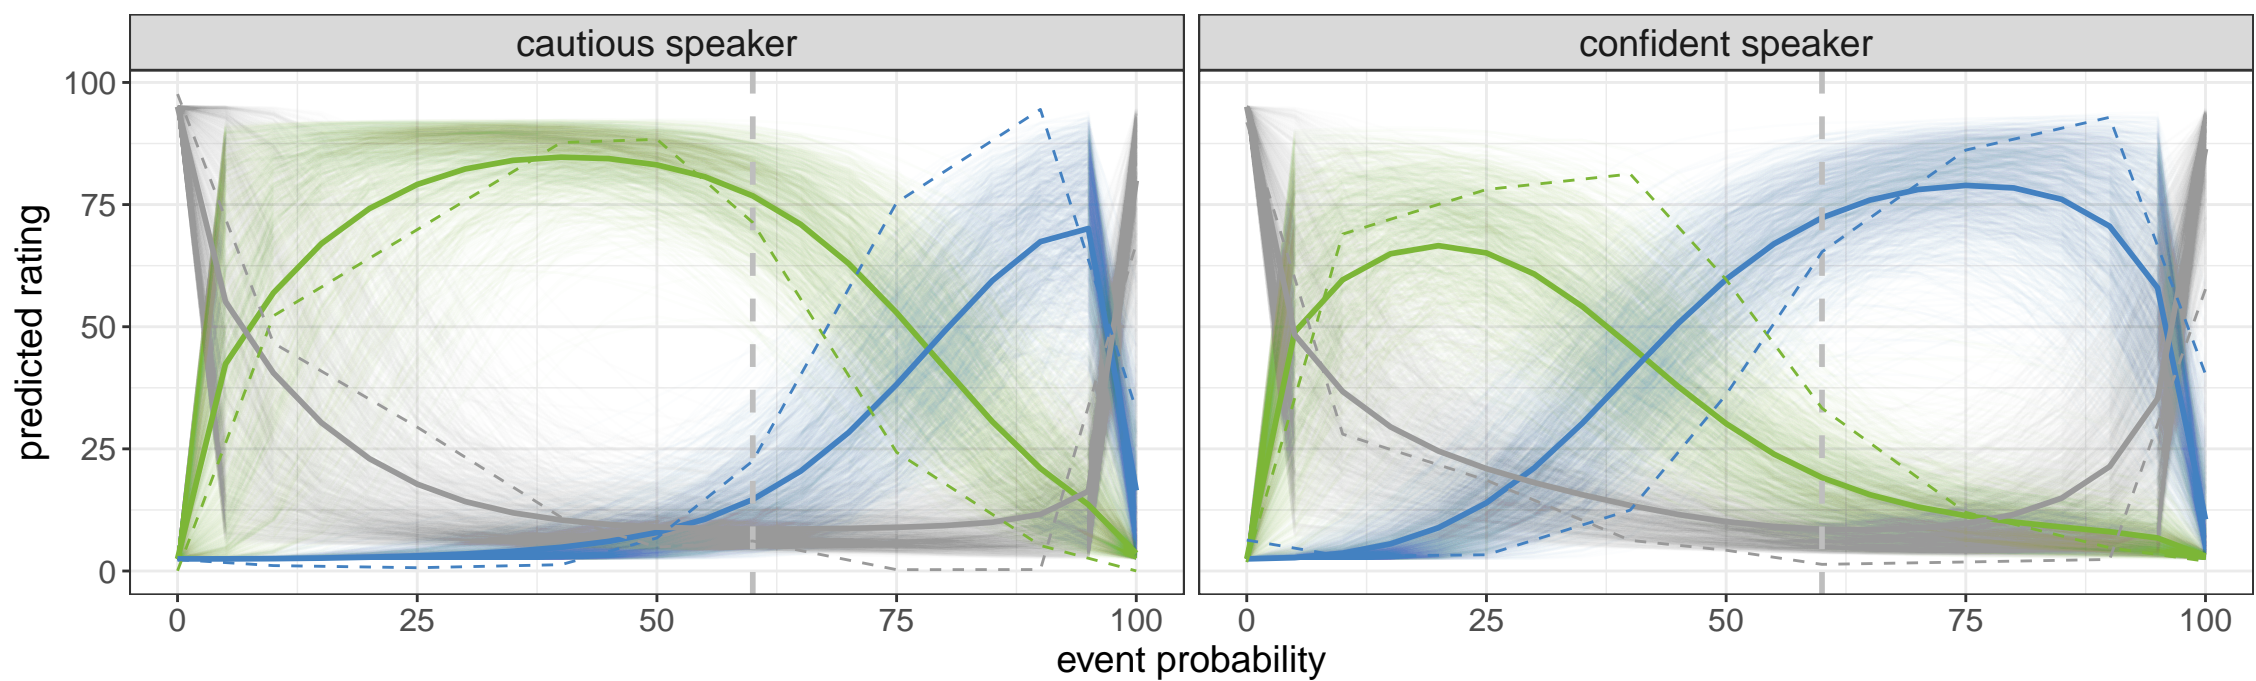 cautious speaker
confident speaker
predicted rating
100
75
50
25
0
0 25 50 75 100
0 25 50 75 100
event probability